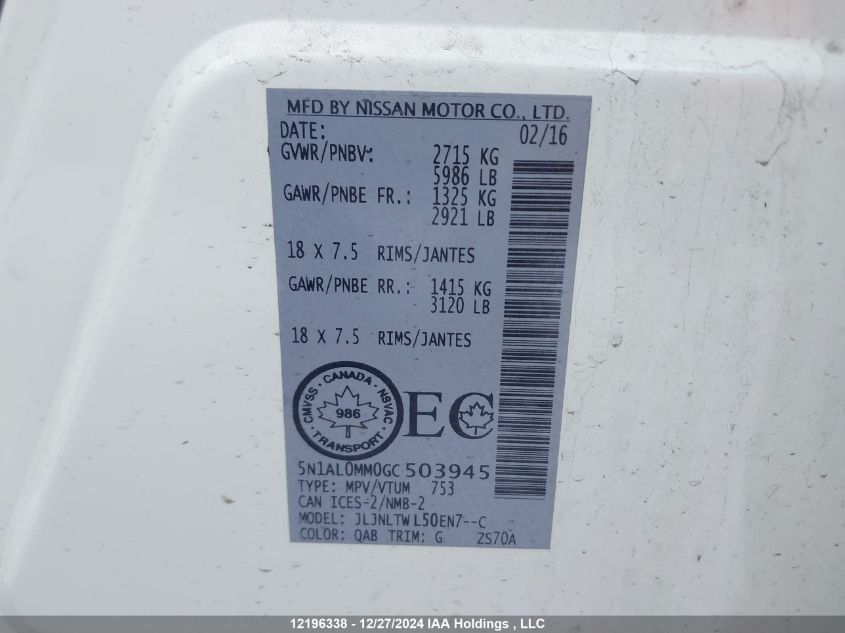 MFD BY NISSAN MOTOR CO., LTD.
DATE: 02/16
GVWR/PNBV: 2715 KG
5986 LB
GAWR/PNBE FR.: 1325 KG
2921 LB
18 X 7.5 RIMS/JANTES
GAWR/PNBE RR.: 1415 KG
3120 LB
18 X 7.5 RIMS/JANTES
CMVSS · CANADA · NSVAC
986
· TRANSPORT ·
EC
5N1AL0MM0GC503945
TYPE: MPV/VTUM 753
CAN ICES-2/NMB-2
MODEL: JLJNLTWL50EN7--C
COLOR: QAB TRIM: G ZS70A
12196338 - 12/27/2024 IAA Holdings , LLC